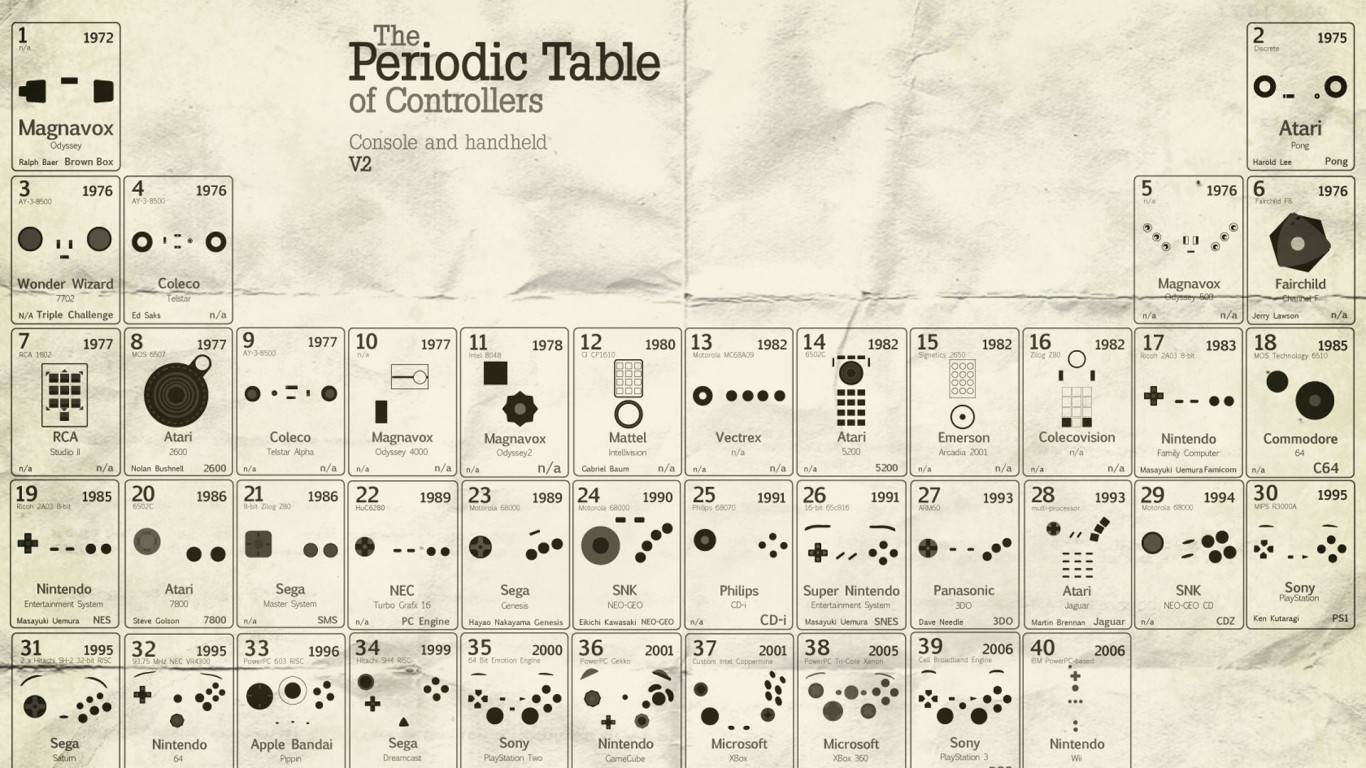 The
Periodic Table
of Controllers
Console and handheld
V2
1 1972
n/a
Magnavox
Odyssey
Ralph Baer Brown Box
2 1975
Discrete
Atari
Pong
Harold Lee Pong
3 1976
AY-3-8500
Wonder Wizard
7702
N/A Triple Challenge
4 1976
AY-3-8500
Coleco
Telstar
Ed Saks n/a
5 1976
n/a
Magnavox
Odyssey 500
n/a n/a
6 1976
Fairchild F8
Fairchild
Channel F
Jerry Lawson n/a
7 1977
RCA 1802
RCA
Studio II
n/a n/a
8 1977
MOS 6507
Atari
2600
Nolan Bushnell 2600
9 1977
AY-3-8500
Coleco
Telstar Alpha
n/a n/a
10 1977
n/a
Magnavox
Odyssey 4000
n/a n/a
11 1978
Intel 8048
Magnavox
Odyssey2
n/a n/a
12 1980
GI CP1610
Mattel
Intellivision
Gabriel Baum n/a
13 1982
Motorola MC68A09
Vectrex
n/a
n/a n/a
14 1982
6502C
Atari
5200
n/a 5200
15 1982
Signetics 2650
Emerson
Arcadia 2001
n/a n/a
16 1982
Zilog Z80
Colecovision
n/a
n/a n/a
17 1983
Ricoh 2A03 8-bit
Nintendo
Family Computer
Masayuki Uemura Famicom
18 1985
MOS Technology 6510
Commodore
64
n/a C64
19 1985
Ricoh 2A03 8-bit
Nintendo
Entertainment System
Masayuki Uemura NES
20 1986
6502C
Atari
7800
Steve Golson 7800
21 1986
8-bit Zilog Z80
Sega
Master System
n/a SMS
22 1989
HuC6280
NEC
Turbo Grafx 16
n/a PC Engine
23 1989
Motorola 68000
Sega
Genesis
Hayao Nakayama Genesis
24 1990
Motorola 68000
SNK
NEO-GEO
Eikichi Kawasaki NEO-GEO
25 1991
Philips 68070
Philips
CD-i
n/a CD-i
26 1991
16-bit 65c816
Super Nintendo
Entertainment System
Masayuki Uemura SNES
27 1993
ARM60
Panasonic
3DO
Dave Needle 3DO
28 1993
multi-processor
Atari
Jaguar
Martin Brennan Jaguar
29 1994
Motorola 68000
SNK
NEO-GEO CD
n/a CDZ
30 1995
MIPS R3000A
Sony
PlayStation
Ken Kutaragi PS1
31 1995
2 x Hitachi SH-2 32-bit RISC
Sega
Saturn
32 1995
93.75 MHz NEC VR4300
Nintendo
64
33 1996
PowerPC 603 RISC
Apple Bandai
Pippin
34 1999
Hitachi SH4 RISC
Sega
Dreamcast
35 2000
64 Bit Emotion Engine
Sony
PlayStation Two
36 2001
PowerPC Gekko
Nintendo
GameCube
37 2001
Custom Intel Coppermine
Microsoft
XBox
38 2005
PowerPC Tri-Core Xenon
Microsoft
XBox 360
39 2006
Cell Broadband Engine
Sony
PlayStation 3
40 2006
IBM PowerPC-based
Nintendo
Wii